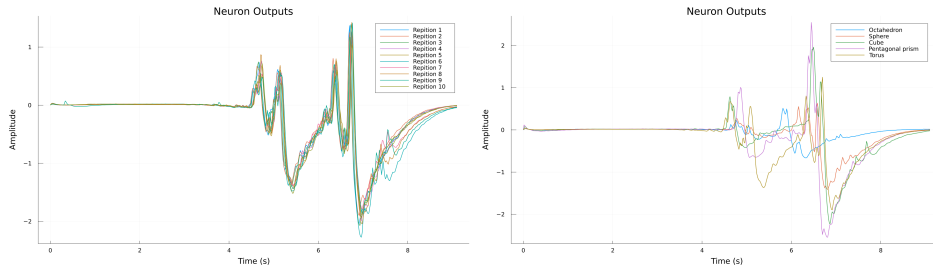 Neuron Outputs
Amplitude
1
0
−1
−2
0
2
4
6
8
Time (s)
Repition 1
Repition 2
Repition 3
Repition 4
Repition 5
Repition 6
Repition 7
Repition 8
Repition 9
Repition 10
Neuron Outputs
Amplitude
2
1
0
−1
−2
0
2
4
6
8
Time (s)
Octahedron
Sphere
Cube
Pentagonal prism
Torus